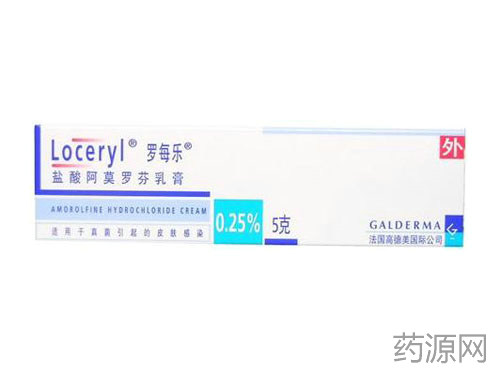 Loceryl® 罗每乐®
外
盐酸阿莫罗芬乳膏
AMOROLFINE HYDROCHLORIDE CREAM
0.25%
5克
GALDERMA
适用于真菌引起的皮肤感染
法国高德美国际公司
药源网